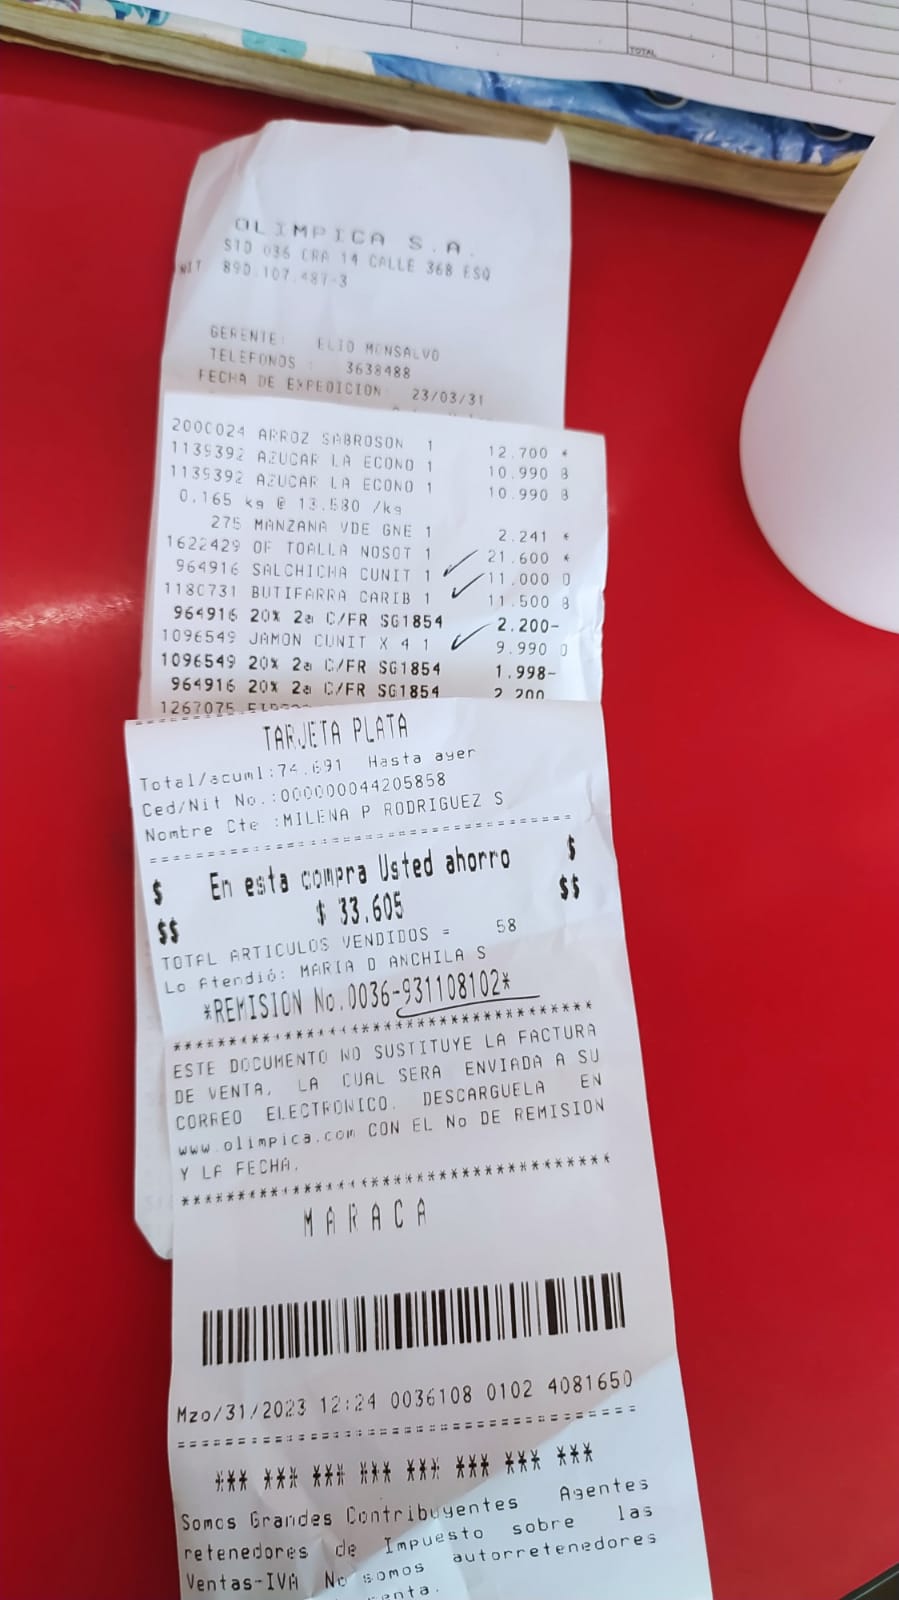 TOTAL
OLIMPICA S.A.
STO 036 CRA 14 CALLE 36B ESQ
NIT 890.107.487-3
GERENTE: ELIO MONSALVO
TELEFONOS : 3638488
FECHA DE EXPEDICION: 23/03/31
2000024 ARROZ SABROSON 1 12.700 *
1139392 AZUCAR LA ECONO 1 10.990 B
1139392 AZUCAR LA ECONO 1 10.990 B
0.165 kg @ 13.580 /kg
275 MANZANA VDE GNE 1 2.241 *
1622429 OF TOALLA NOSOT 1 21.600 *
964916 SALCHICHA CUNIT 1 11.000 D
1180731 BUTIFARRA CARIB 1 11.500 B
964916 20% 2a C/FR SG1854 2.200-
1096549 JAMON CUNIT X 4 1 9.990 D
1096549 20% 2a C/FR SG1854 1.998-
964916 20% 2a C/FR SG1854 2.200
1267075
TARJETA PLATA
Total/acuml:74.691 Hasta ayer
Ced/Nit No.:000000044205858
Nombre Cte :MILENA P RODRIGUEZ S
==================================
$ En esta compra Usted ahorro $
$$ $ 33.605 $$
TOTAL ARTICULOS VENDIDOS = 58
Lo Atendió: MARIA D ANCHILA S
*REMISION No.0036-931108102*
************************************
ESTE DOCUMENTO NO SUSTITUYE LA FACTURA
DE VENTA, LA CUAL SERA ENVIADA A SU
CORREO ELECTRONICO. DESCARGUELA EN
www.olimpica.com CON EL No DE REMISION
Y LA FECHA.
************************************
MARACA
Mzo/31/2023 12:24 0036108 0102 4081650
======================================
*** *** *** *** *** *** *** ***
Somos Grandes Contribuyentes Agentes
retenedores de Impuesto sobre las
Ventas-IVA No somos autorretenedores